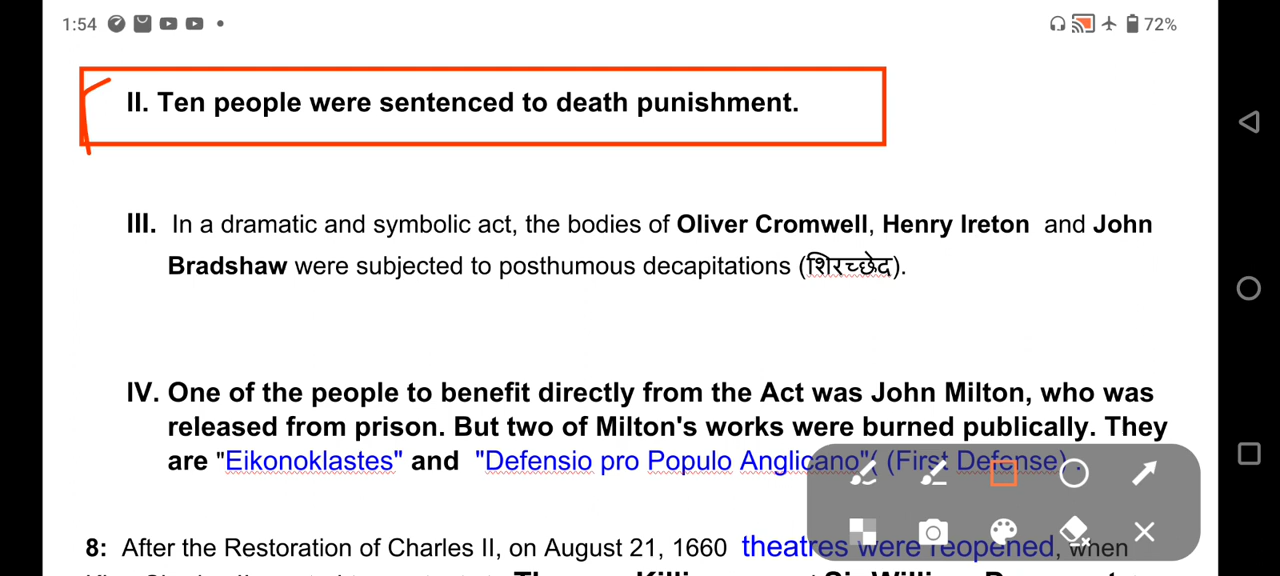 1:54
72%
II. Ten people were sentenced to death punishment.
III. In a dramatic and symbolic act, the bodies of Oliver Cromwell, Henry Ireton and John
Bradshaw were subjected to posthumous decapitations (शिरच्छेद).
IV. One of the people to benefit directly from the Act was John Milton, who was
released from prison. But two of Milton's works were burned publically. They
are "Eikonoklastes" and "Defensio pro Populo Anglicano"( (First Defense) .
8: After the Restoration of Charles II, on August 21, 1660 theatres were reopened, when